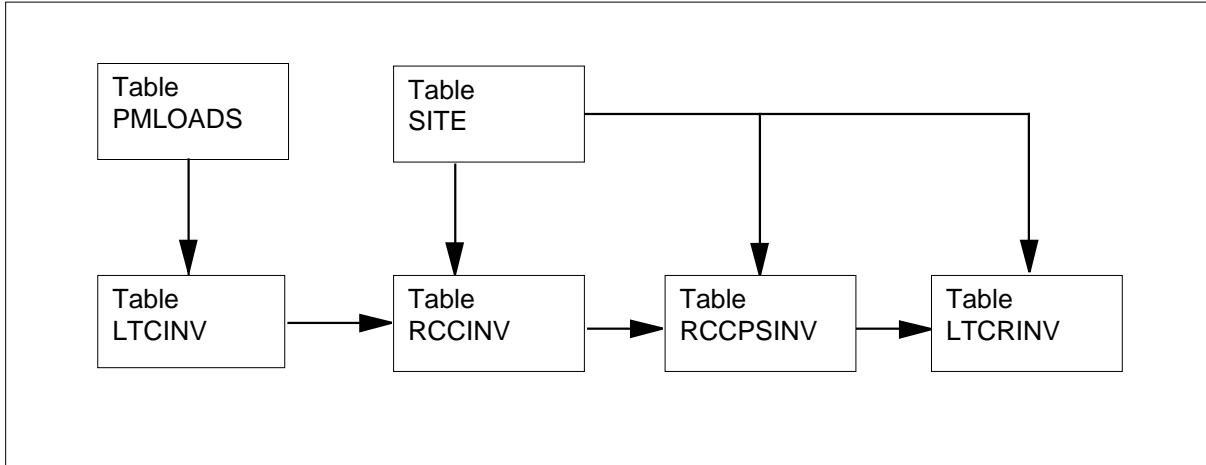 Table
PMLOADS
Table
SITE
Table
LTCINV
Table
RCCINV
Table
RCCPSINV
Table
LTCRINV